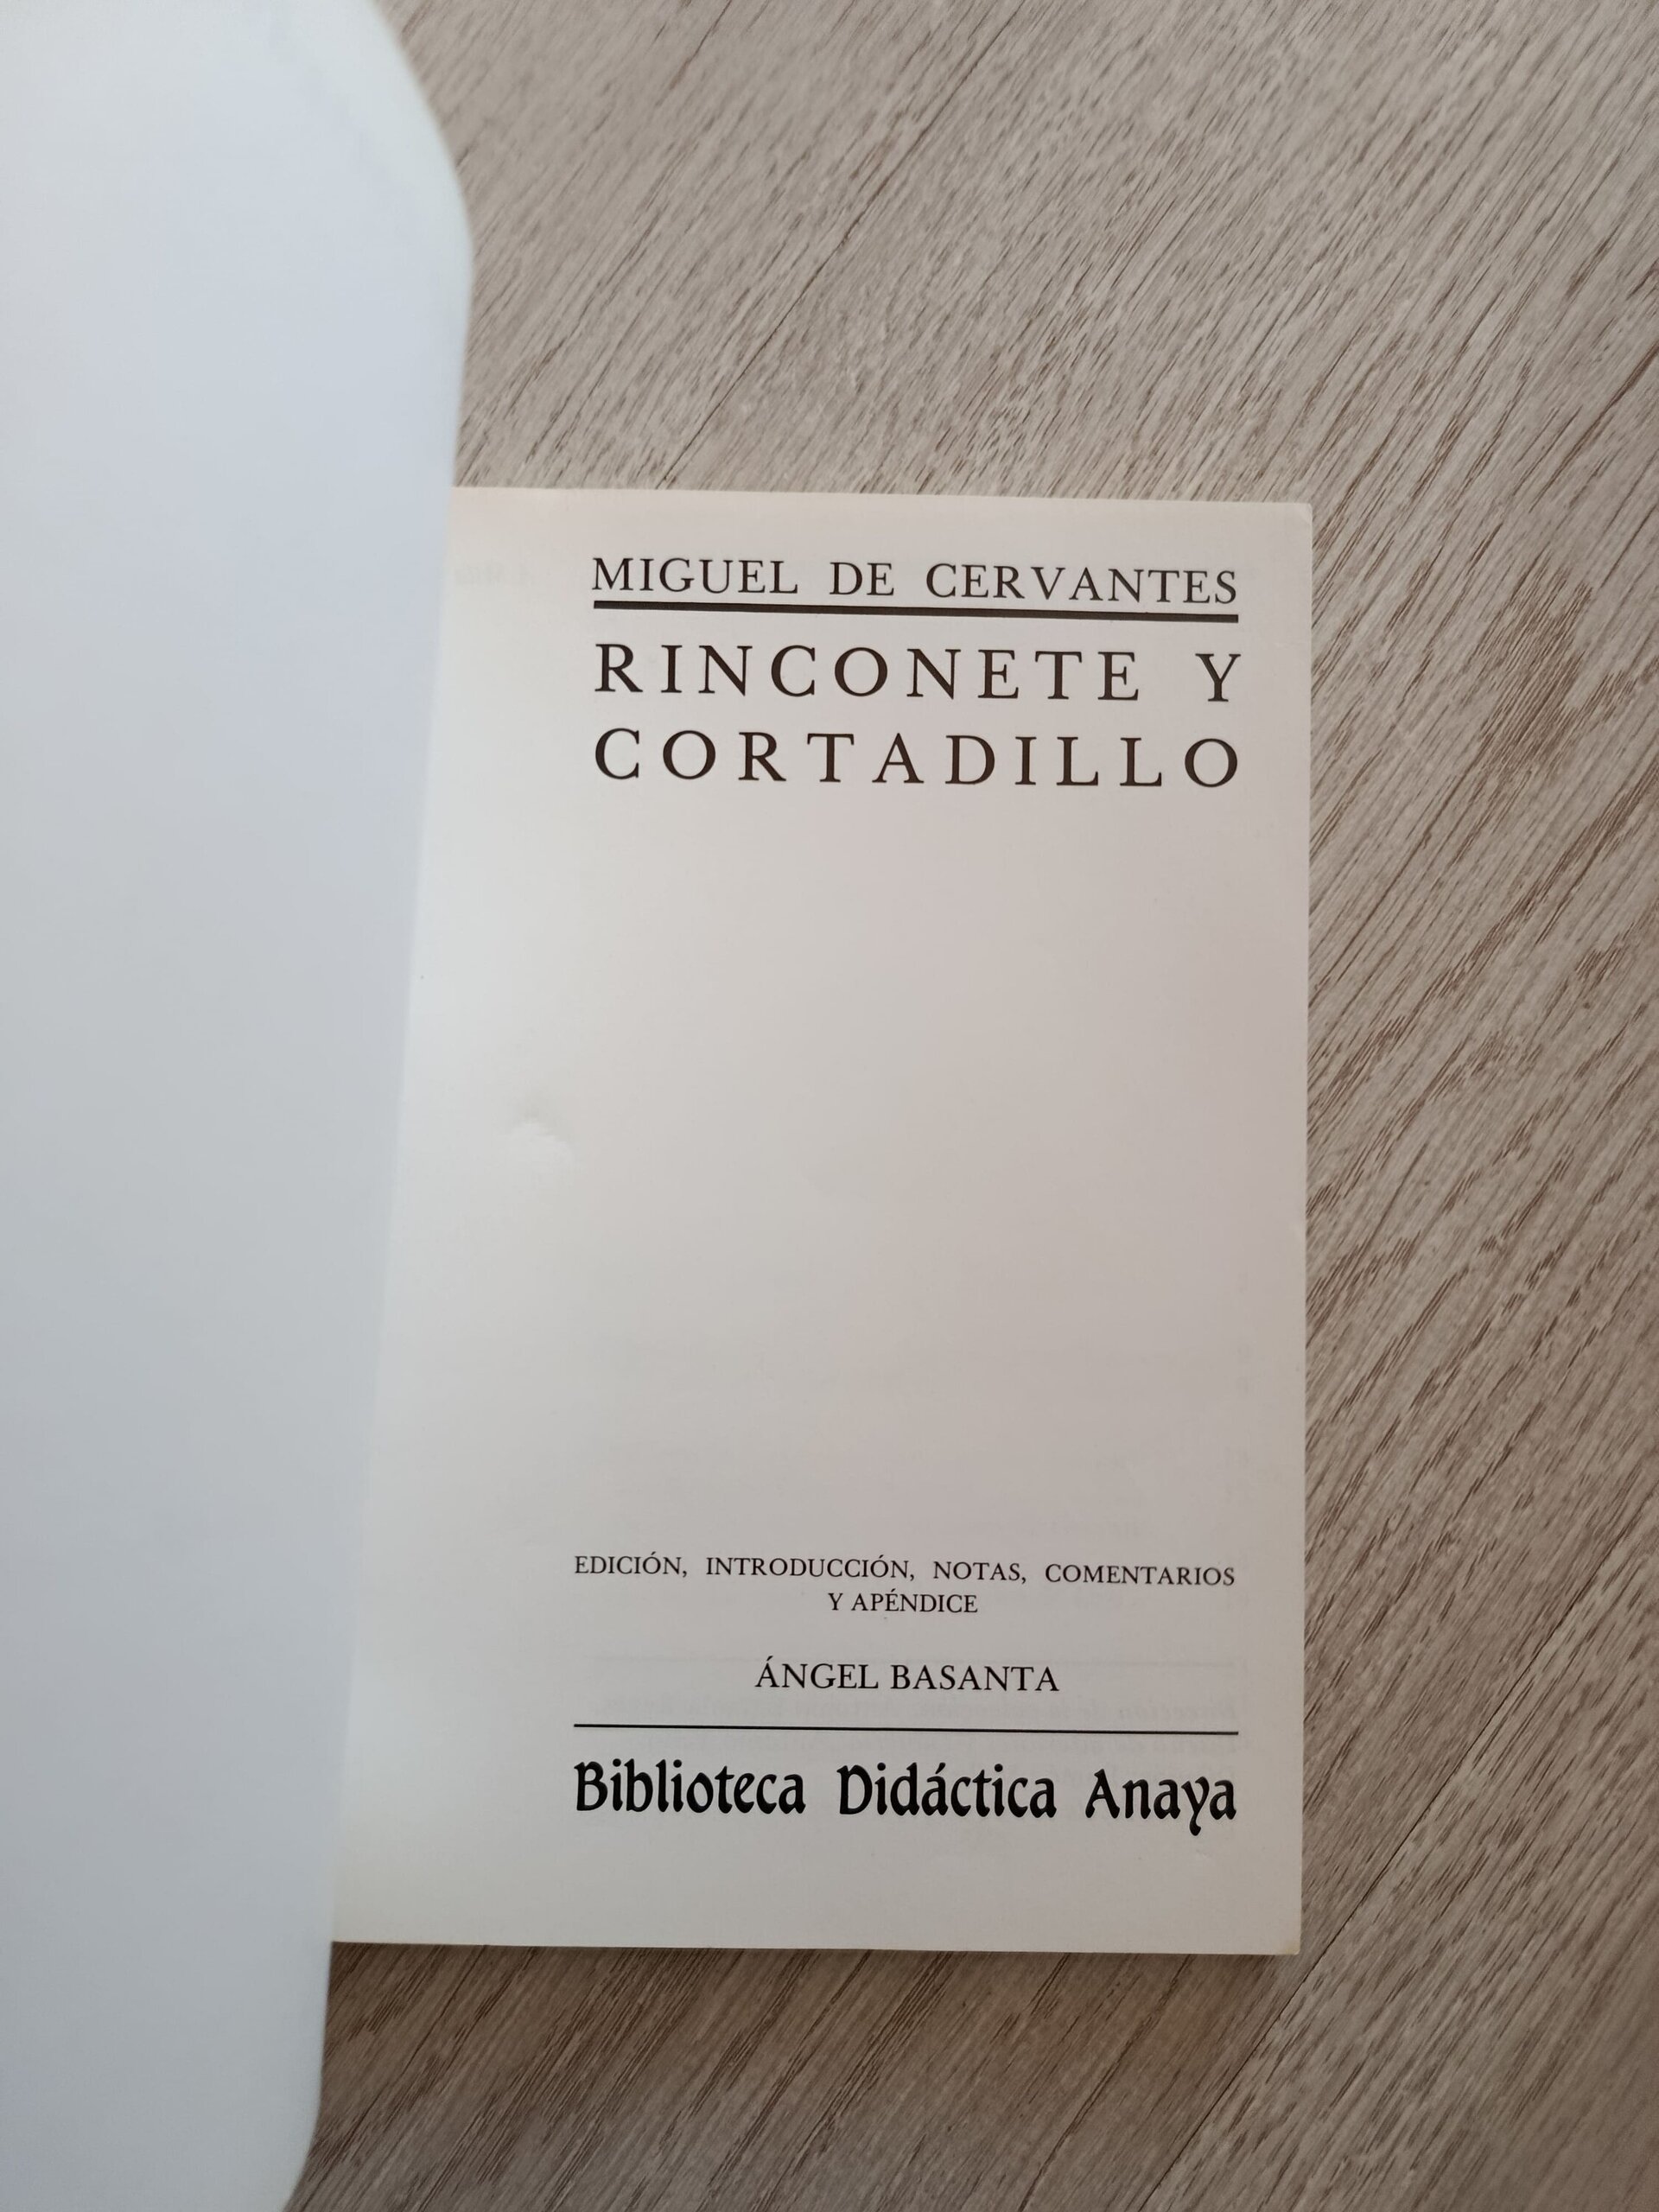 MIGUEL DE CERVANTES
RINCONETE Y
CORTADILLO
EDICIÓN, INTRODUCCIÓN, NOTAS, COMENTARIOS
Y APÉNDICE
ÁNGEL BASANTA
Biblioteca Didáctica Anaya